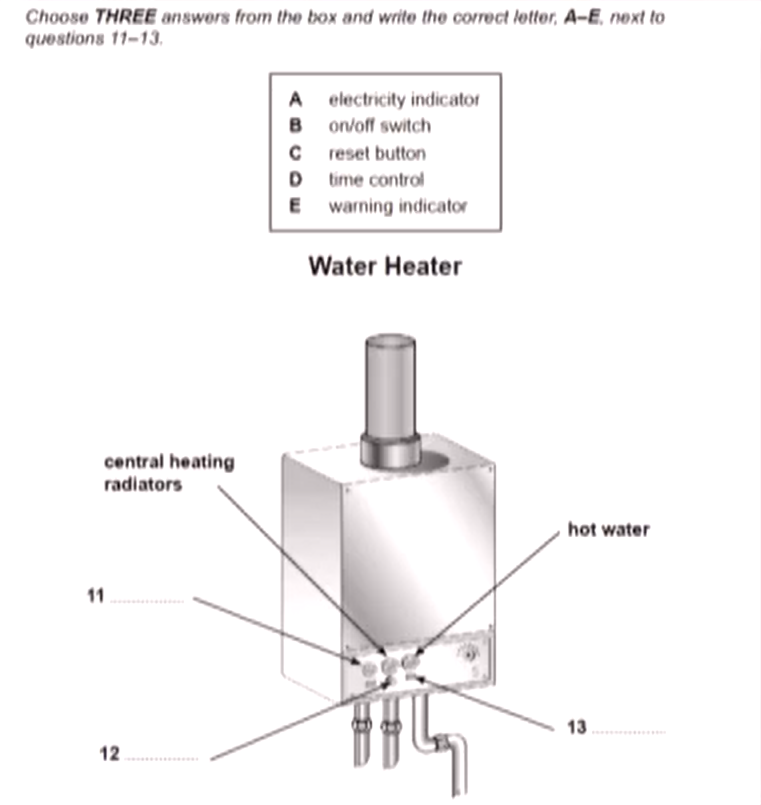 Choose THREE answers from the box and write the correct letter, A–E, next to
questions 11–13.
A electricity indicator
B on/off switch
C reset button
D time control
E warning indicator
Water Heater
central heating
radiators
hot water
11 ................
12 ................
13 ................